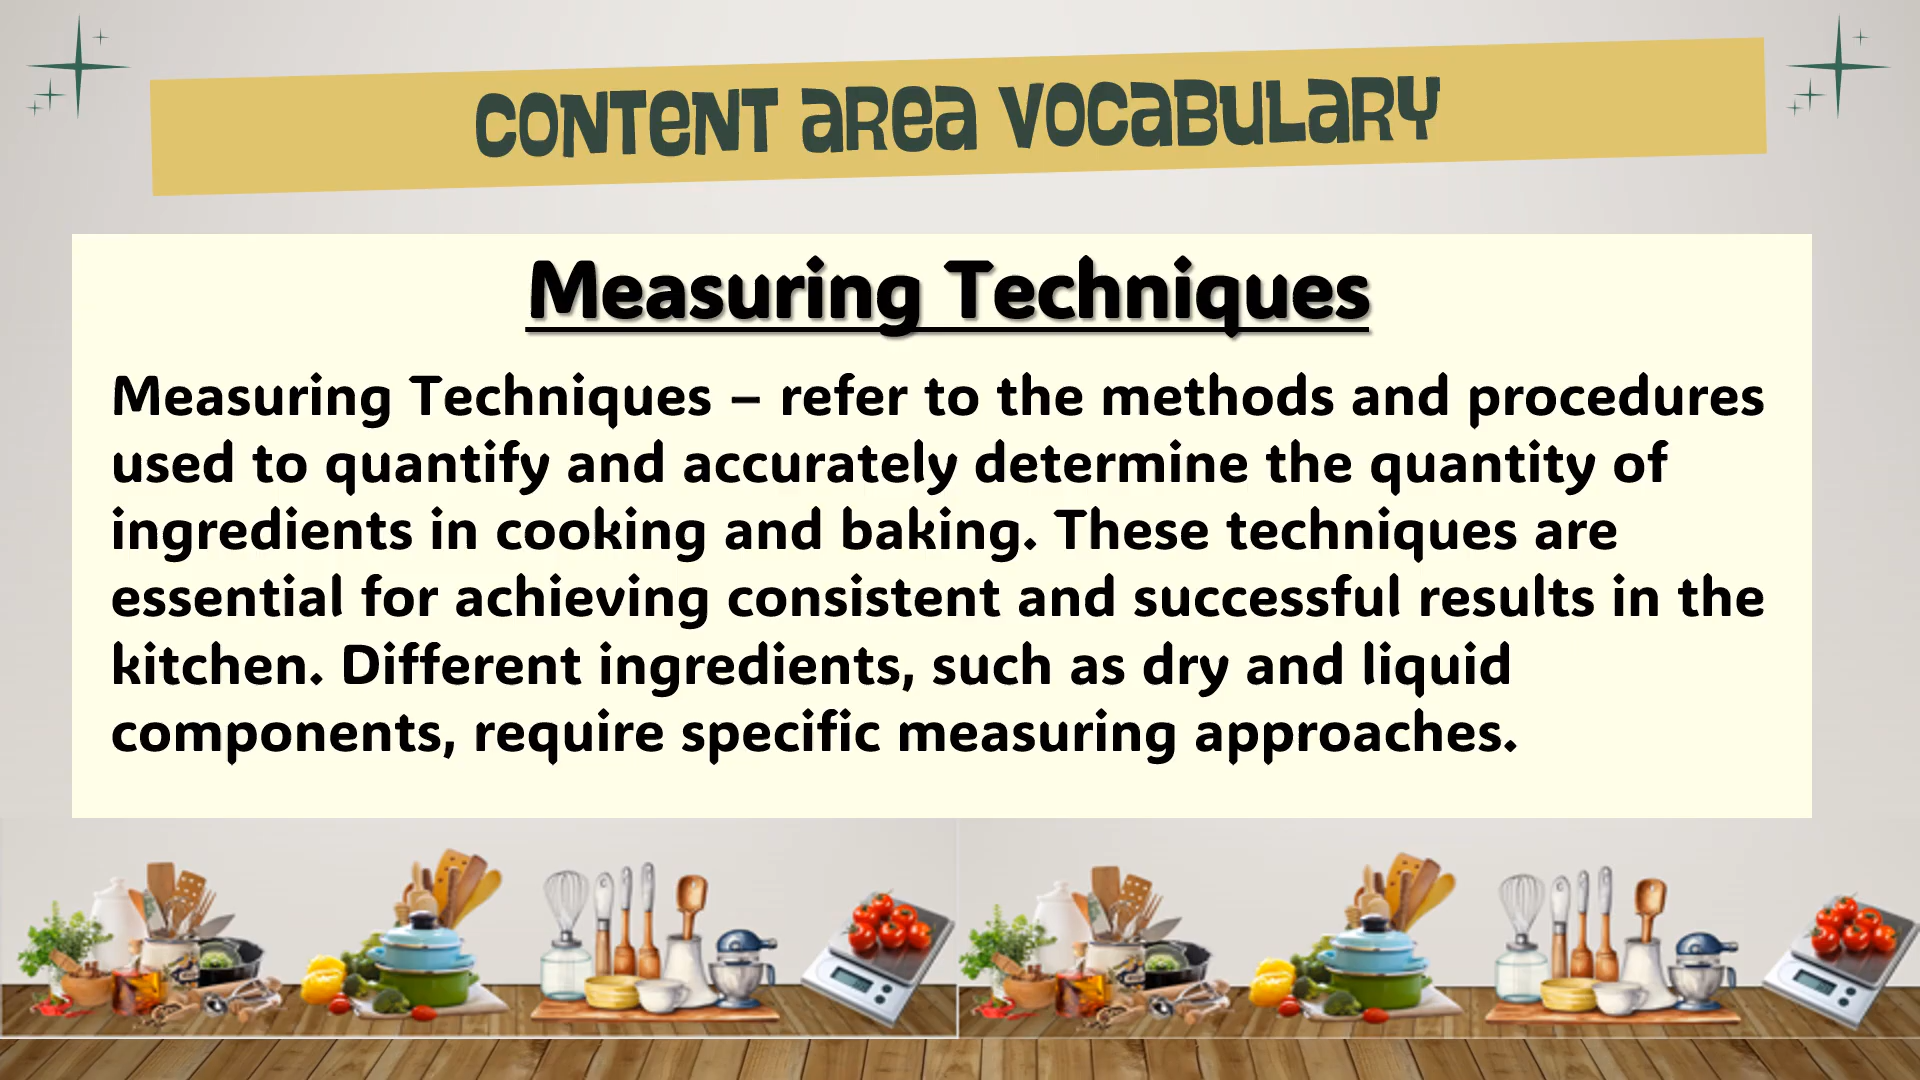 CONTENT AREA VOCABULARY
Measuring Techniques
Measuring Techniques – refer to the methods and procedures
used to quantify and accurately determine the quantity of
ingredients in cooking and baking. These techniques are
essential for achieving consistent and successful results in the
kitchen. Different ingredients, such as dry and liquid
components, require specific measuring approaches.